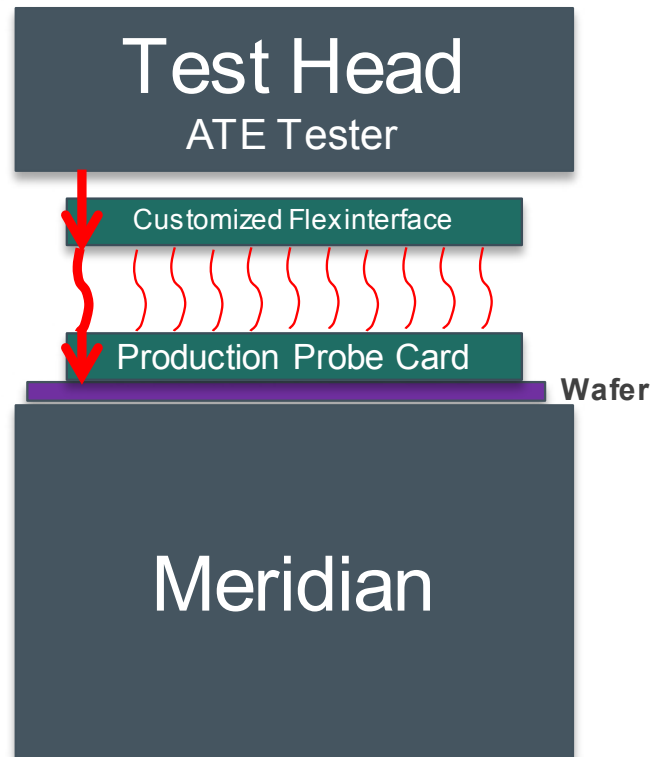 Test Head
ATE Tester
Customized Flexinterface
Production Probe Card
Wafer
Meridian